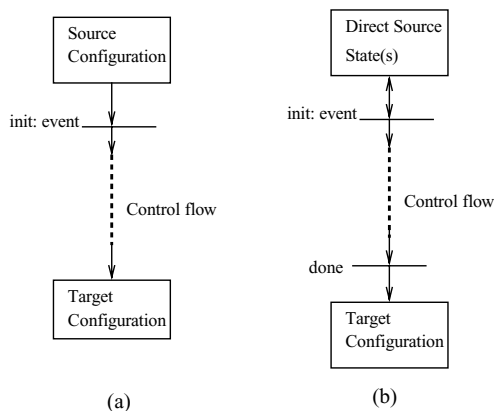 Source
Configuration
init: event
Control flow
Target
Configuration
(a)
Direct Source
State(s)
init: event
Control flow
done
Target
Configuration
(b)